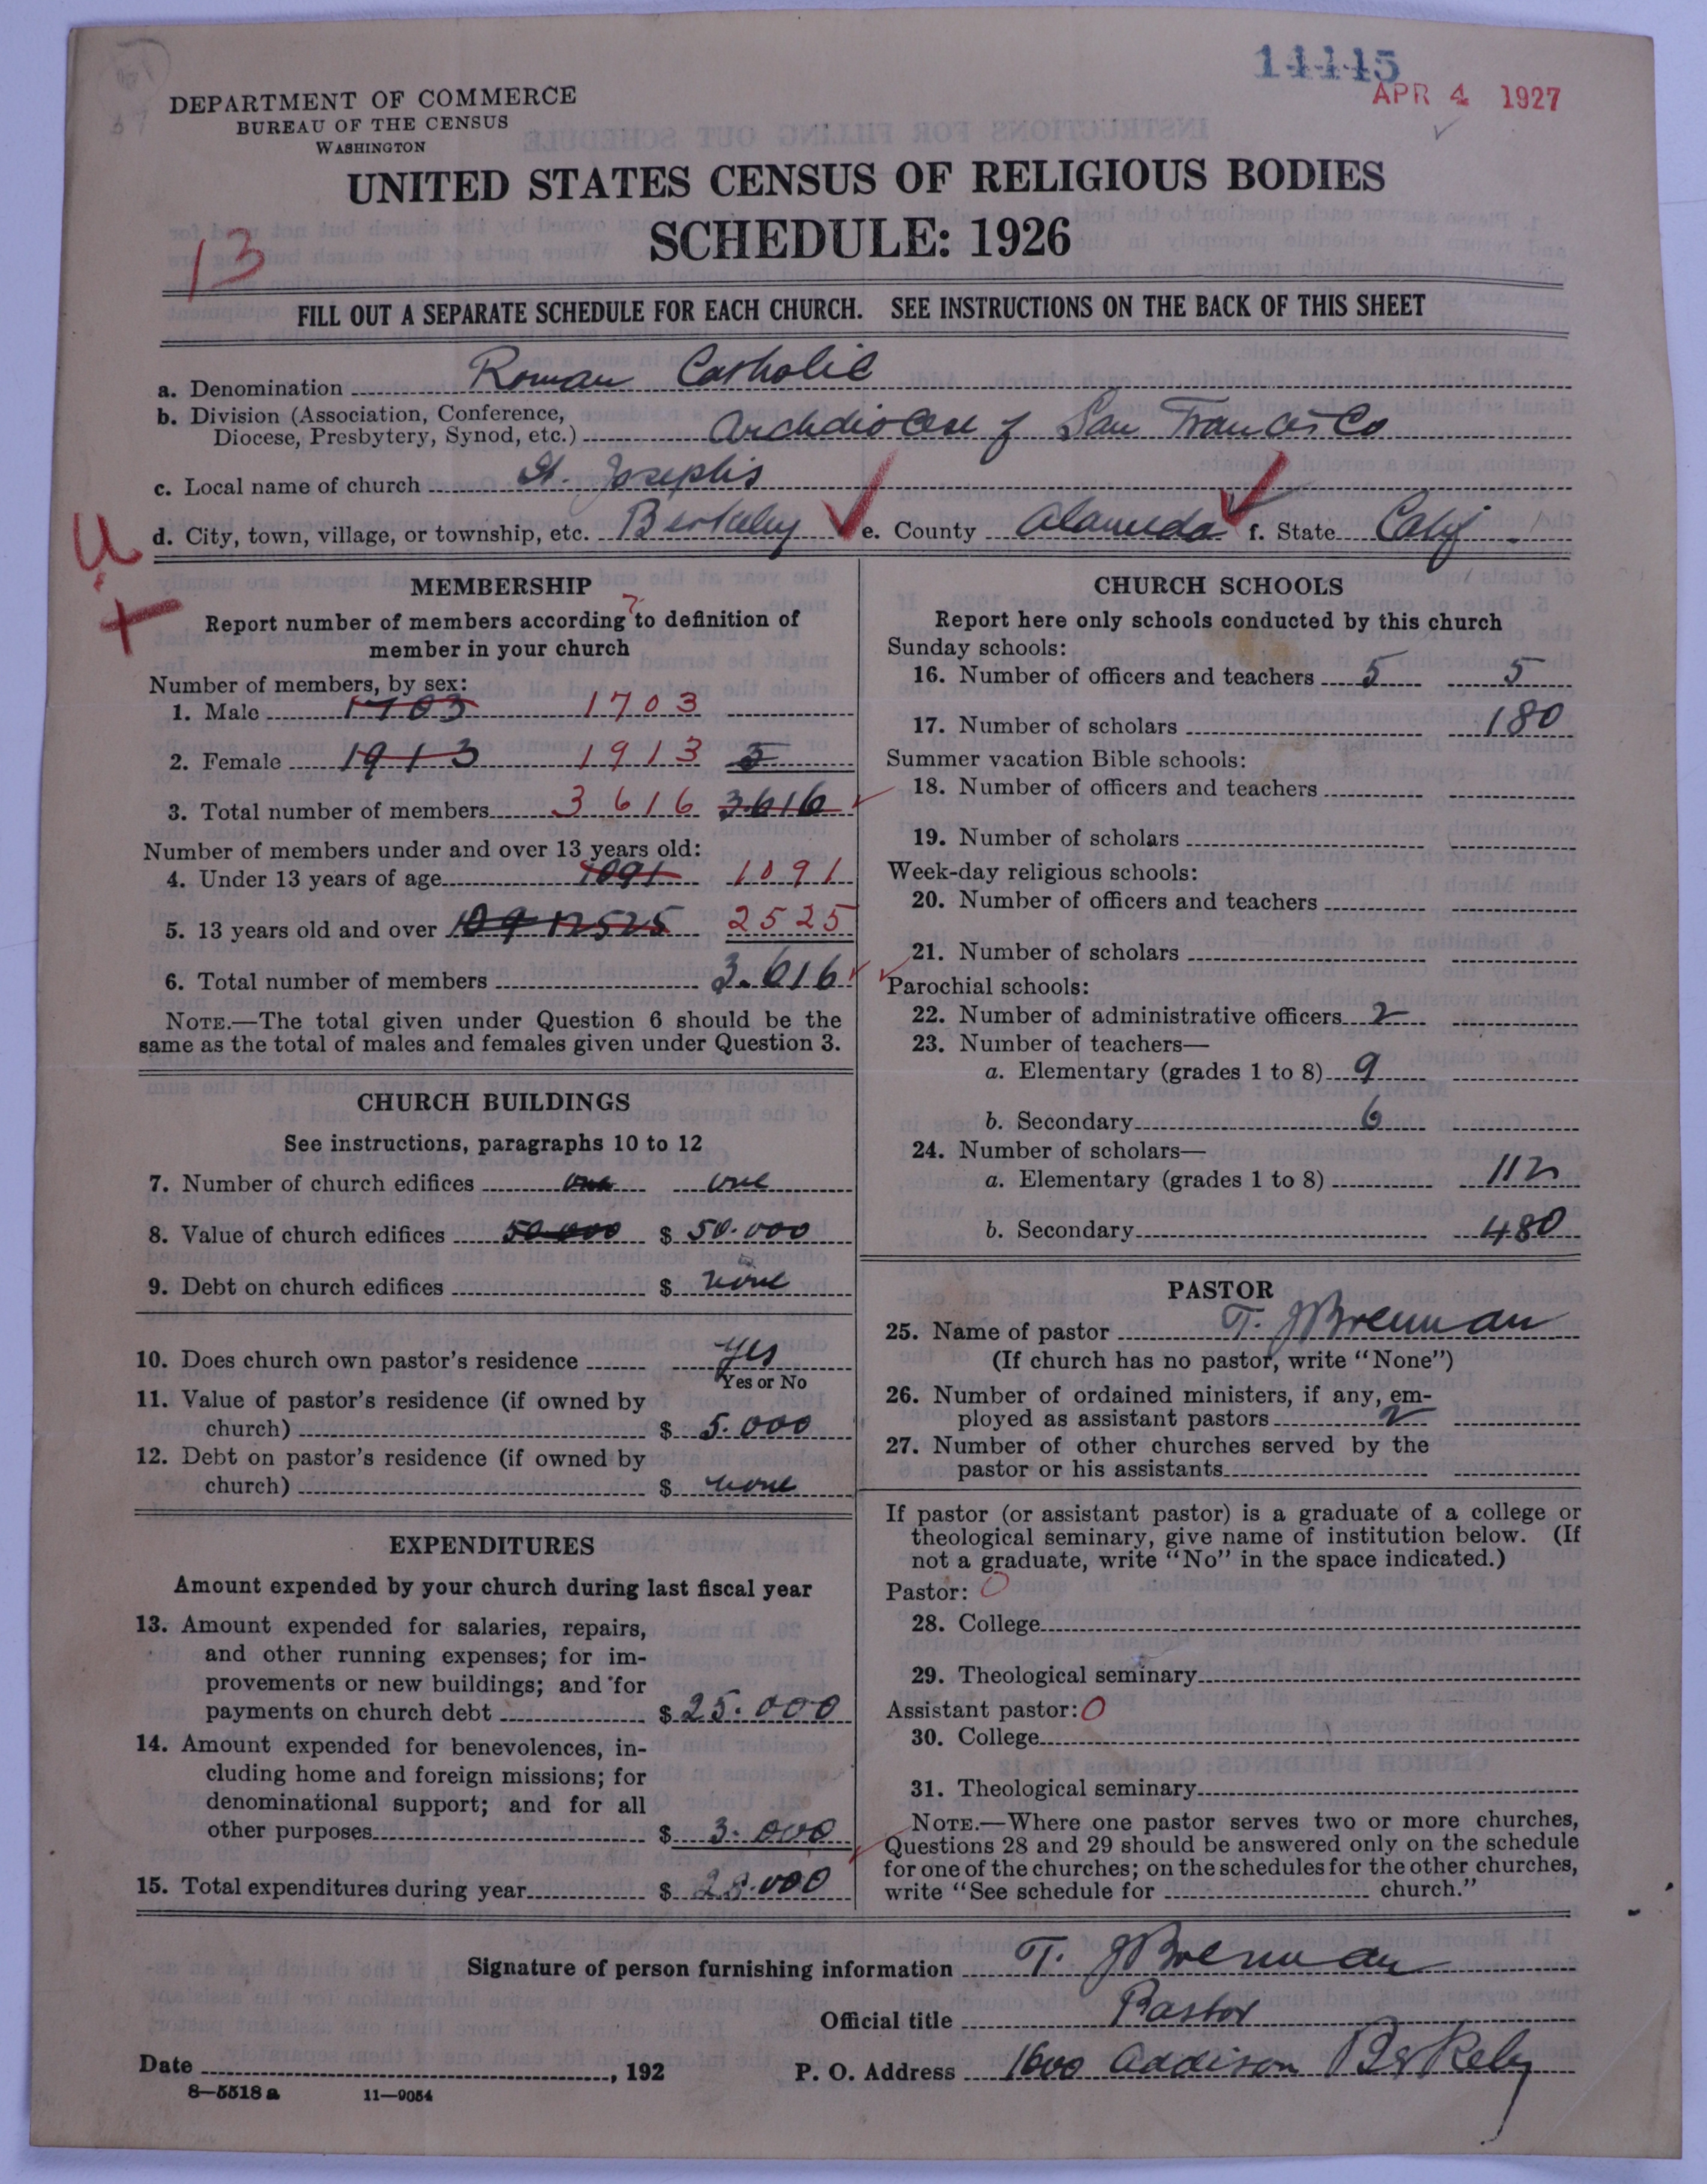 14445
APR 4 1927
DEPARTMENT OF COMMERCE
BUREAU OF THE CENSUS
WASHINGTON
UNITED STATES CENSUS OF RELIGIOUS BODIES
SCHEDULE: 1926
13
FILL OUT A SEPARATE SCHEDULE FOR EACH CHURCH. SEE INSTRUCTIONS ON THE BACK OF THIS SHEET
a. Denomination Roman Catholic
b. Division (Association, Conference,
Diocese, Presbytery, Synod, etc.) Archdiocese of San Francisco
c. Local name of church St. Joseph's
d. City, town, village, or township, etc. Berkeley e. County Alameda f. State Calif.
MEMBERSHIP
Report number of members according to definition of
member in your church
Number of members, by sex:
1. Male 1703 1703
2. Female 1913 1913
3. Total number of members 3616 3.616
Number of members under and over 13 years old:
4. Under 13 years of age 1091 1091
5. 13 years old and over 2525 2525
6. Total number of members 3.616
NOTE.—The total given under Question 6 should be the
same as the total of males and females given under Question 3.
CHURCH BUILDINGS
See instructions, paragraphs 10 to 12
7. Number of church edifices one one
8. Value of church edifices 50.000 $ 50.000
9. Debt on church edifices $ none
10. Does church own pastor's residence yes
Yes or No
11. Value of pastor's residence (if owned by
church) $ 5.000
12. Debt on pastor's residence (if owned by
church) $ none
EXPENDITURES
Amount expended by your church during last fiscal year
13. Amount expended for salaries, repairs,
and other running expenses; for im-
provements or new buildings; and for
payments on church debt $ 25.000
14. Amount expended for benevolences, in-
cluding home and foreign missions; for
denominational support; and for all
other purposes $ 3.000
15. Total expenditures during year $ 28.000
CHURCH SCHOOLS
Report here only schools conducted by this church
Sunday schools:
16. Number of officers and teachers 5 5
17. Number of scholars 180
Summer vacation Bible schools:
18. Number of officers and teachers
19. Number of scholars
Week-day religious schools:
20. Number of officers and teachers
21. Number of scholars
Parochial schools:
22. Number of administrative officers 2
23. Number of teachers—
a. Elementary (grades 1 to 8) 9
b. Secondary 6
24. Number of scholars—
a. Elementary (grades 1 to 8) 112
b. Secondary 480
PASTOR
25. Name of pastor T. J Brennan
(If church has no pastor, write "None")
26. Number of ordained ministers, if any, em-
ployed as assistant pastors 2
27. Number of other churches served by the
pastor or his assistants
If pastor (or assistant pastor) is a graduate of a college or
theological seminary, give name of institution below. (If
not a graduate, write "No" in the space indicated.)
Pastor: 0
28. College
29. Theological seminary
Assistant pastor: 0
30. College
31. Theological seminary
NOTE.—Where one pastor serves two or more churches,
Questions 28 and 29 should be answered only on the schedule
for one of the churches; on the schedules for the other churches,
write "See schedule for church."
Signature of person furnishing information T. J Brennan
Official title Pastor
Date , 192 P. O. Address 1600 Addison Berkeley
8—5518 a 11—9054